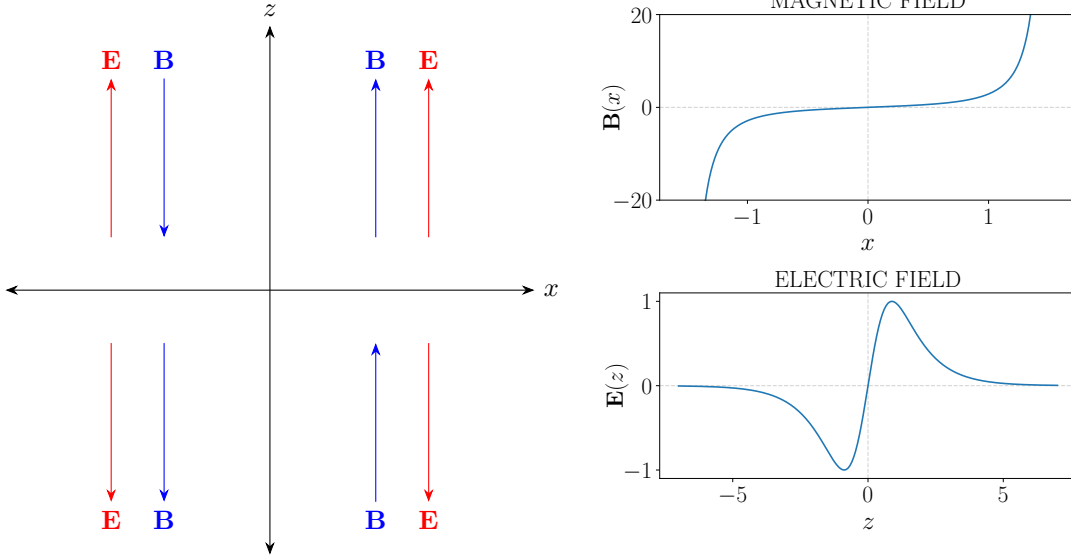 z
E B B E
x
E B B E
MAGNETIC FIELD
20
0
−20
B(x)
−1 0 1
x
ELECTRIC FIELD
1
0
−1
E(z)
−5 0 5
z